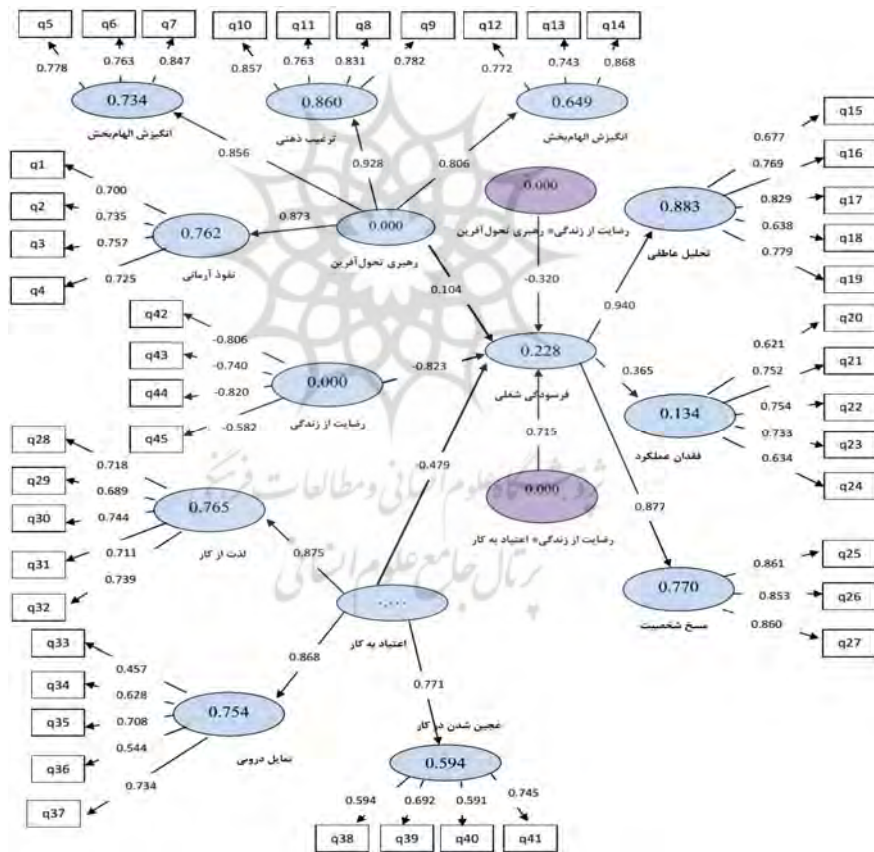 q5
q6
q7
q10
q11
q8
q9
q12
q13
q14
0.778
0.763
0.847
0.857
0.763
0.831
0.782
0.772
0.743
0.868
0.734
0.860
0.649
انگیزش الهام‌بخش
ترغیب ذهنی
انگیزش الهام‌بخش
q15
q16
q17
q18
q19
0.677
0.769
0.829
0.638
0.779
0.883
تحلیل عاطفی
0.856
0.928
0.806
0.000
رضایت از زندگی* رهبری تحول‌آفرین
q1
q2
q3
q4
0.700
0.735
0.757
0.725
0.762
نفوذ آرمانی
0.873
0.000
رهبری تحول‌آفرین
0.104
-0.320
0.940
q42
q43
q44
q45
-0.806
-0.740
-0.820
-0.582
0.000
رضایت از زندگی
-0.823
0.228
فرسودگی شغلی
0.365
q20
q21
q22
q23
q24
0.621
0.752
0.754
0.733
0.634
0.134
فقدان عملکرد
0.715
0.479
0.877
0.000
رضایت از زندگی* اعتیاد به کار
q28
q29
q30
q31
q32
0.718
0.689
0.744
0.711
0.739
0.765
لذت از کار
0.875
پژوهشگاه علوم انسانی و مطالعات فرهنگی
پرتال جامع علوم انسانی
q25
q26
q27
0.861
0.853
0.860
0.770
مسخ شخصیت
۰.۰۰۰
اعتیاد به کار
0.868
0.771
q33
q34
q35
q36
q37
0.457
0.628
0.708
0.544
0.734
0.754
تمایل درونی
عجین شدن در کار
0.594
0.594
0.692
0.591
0.745
q38
q39
q40
q41